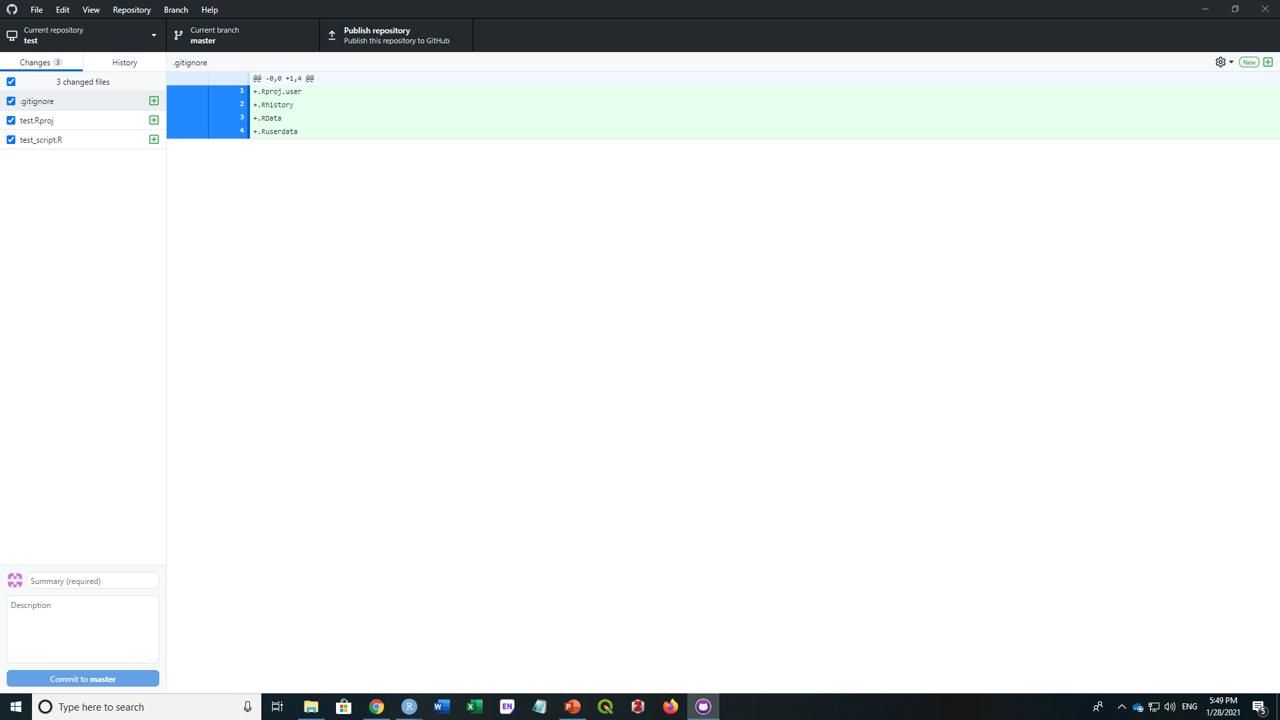 File Edit View Repository Branch Help
Current repository
test
Current branch
master
Publish repository
Publish this repository to GitHub
Changes 3 History
.gitignore
New
3 changed files
.gitignore
test.Rproj
test_script.R
@@ -0,0 +1,4 @@
1 +.Rproj.user
2 +.Rhistory
3 +.RData
4 +.Ruserdata
Summary (required)
Description
Commit to master
Type here to search
ENG
5:49 PM
1/28/2021
5